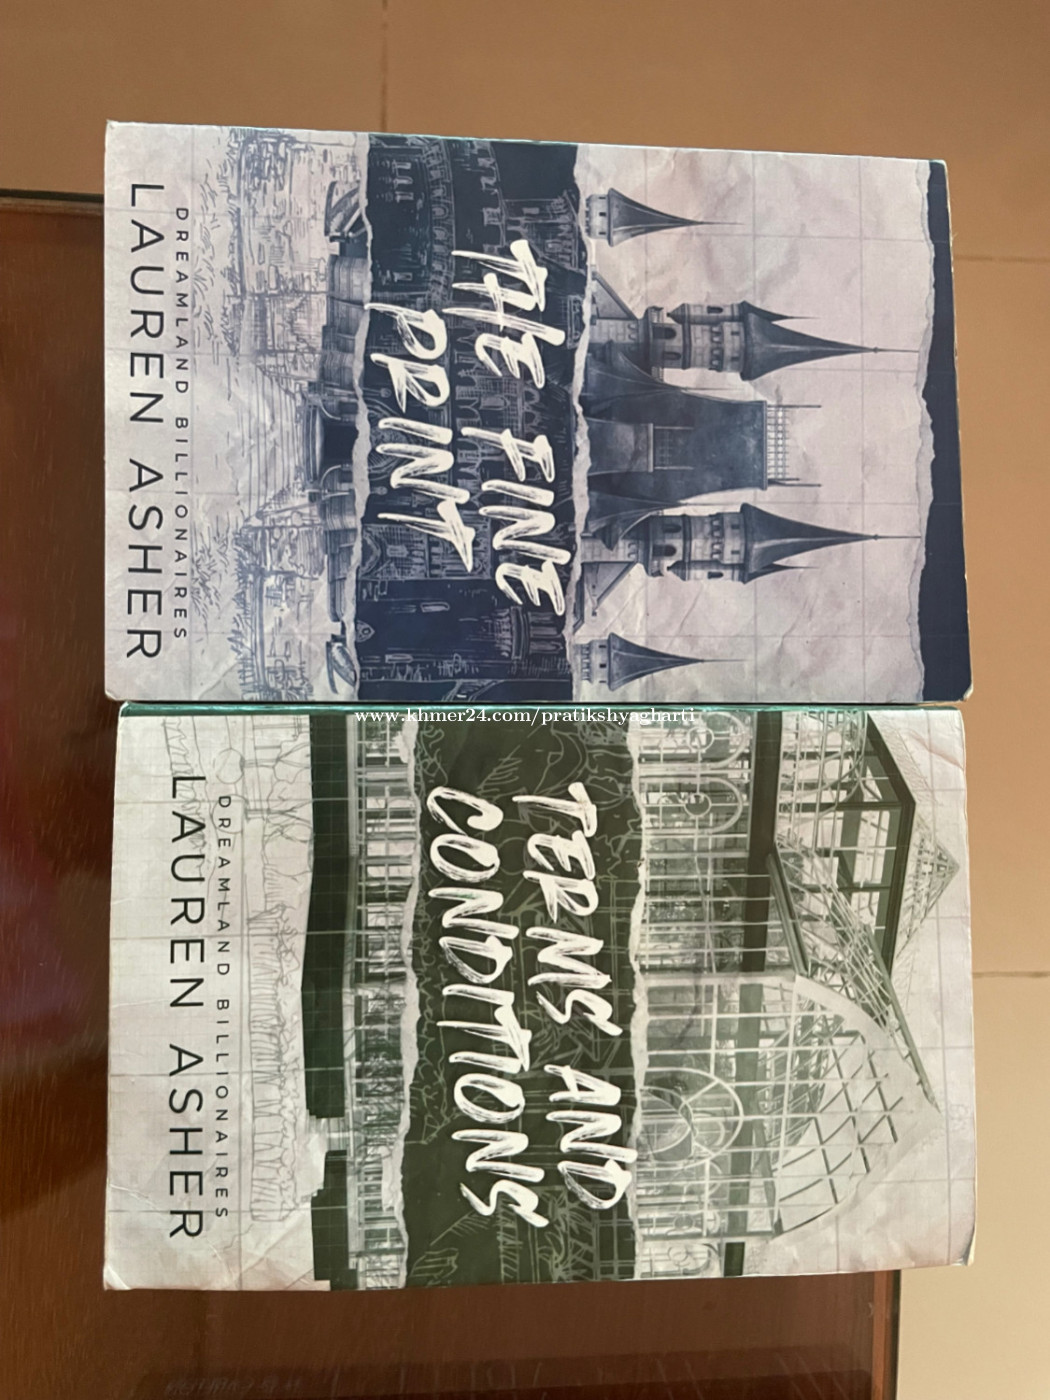 THE FINE
PRINT
DREAMLAND BILLIONAIRES
LAUREN ASHER
www.khmer24.com/pratikshyagharti
TERMS AND
CONDITIONS
DREAMLAND BILLIONAIRES
LAUREN ASHER